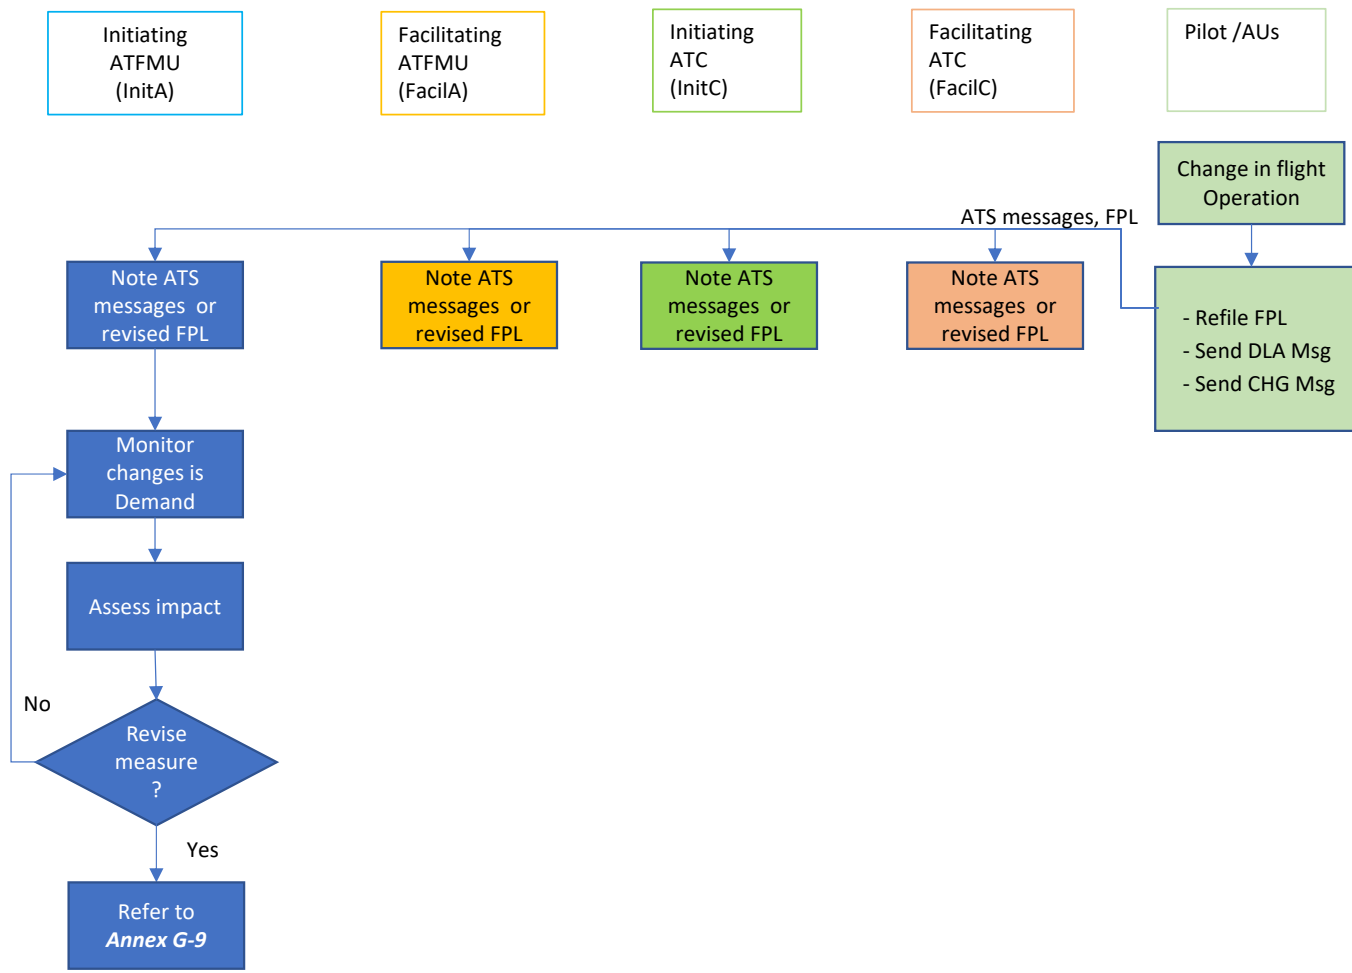 Initiating
ATFMU
(InitA)
Facilitating
ATFMU
(FacilA)
Initiating
ATC
(InitC)
Facilitating
ATC
(FacilC)
Pilot /AUs
Change in flight
Operation
ATS messages, FPL
Note ATS
messages or
revised FPL
Note ATS
messages or
revised FPL
Note ATS
messages or
revised FPL
Note ATS
messages or
revised FPL
- Refile FPL
- Send DLA Msg
- Send CHG Msg
Monitor
changes is
Demand
Assess impact
No
Revise
measure
?
Yes
Refer to
Annex G-9